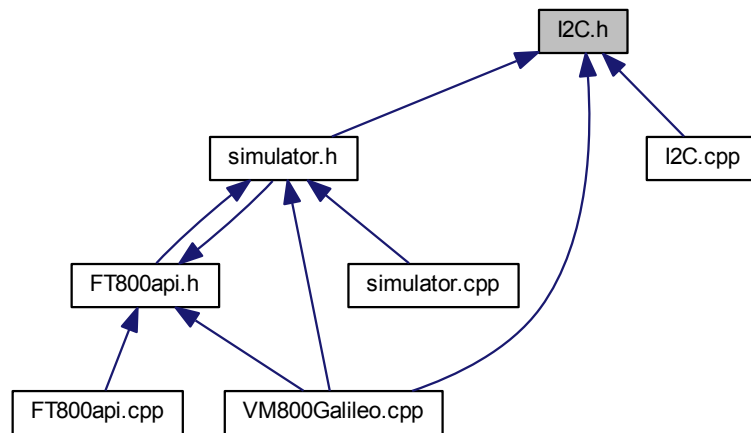 I2C.h
simulator.h
I2C.cpp
FT800api.h
simulator.cpp
FT800api.cpp
VM800Galileo.cpp